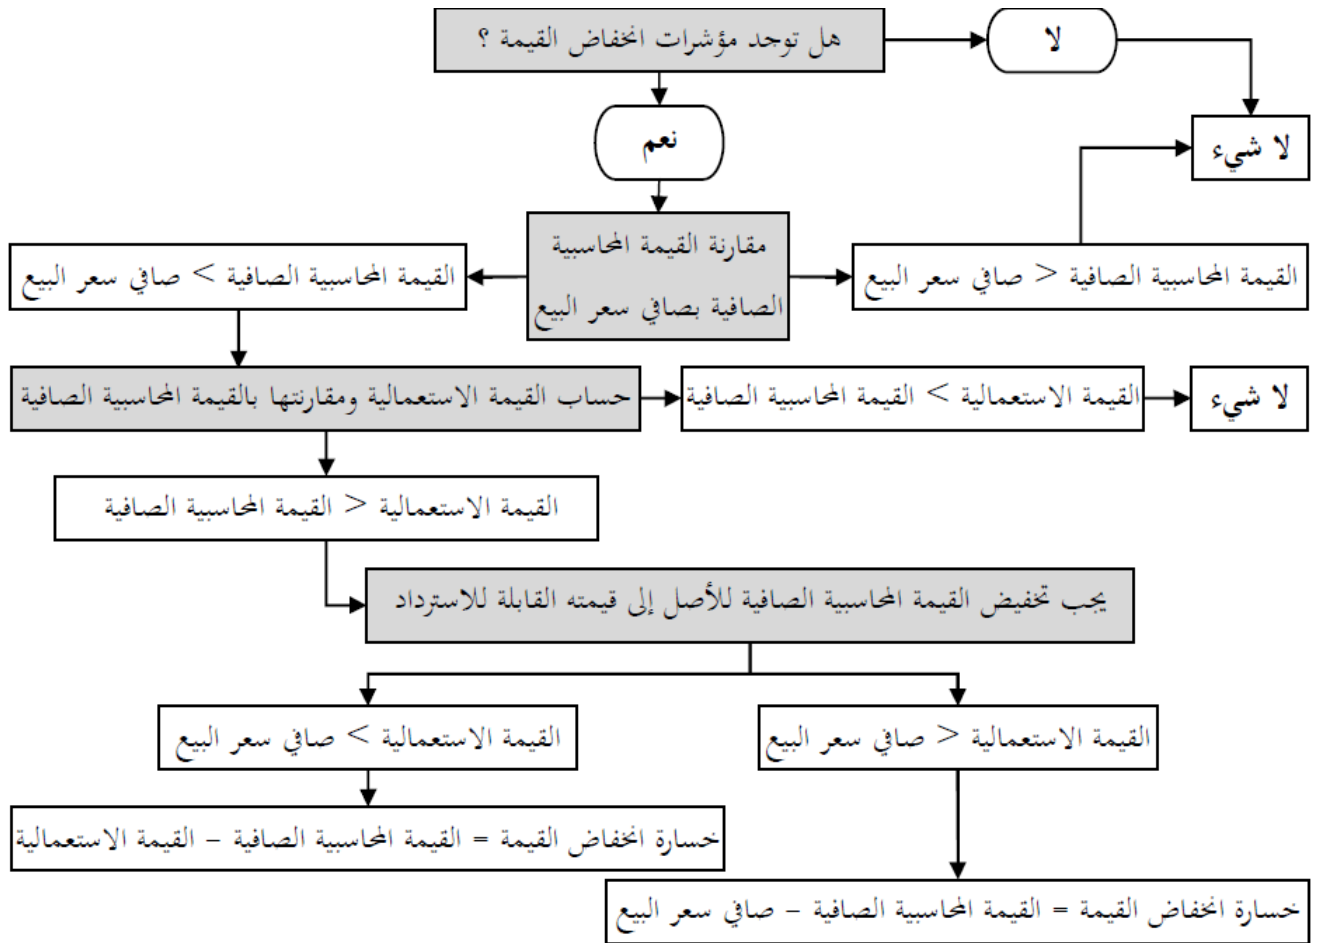 هل توجد مؤشرات انخفاض القيمة ؟
لا
نعم
لا شيء
مقارنة القيمة المحاسبية
الصافية بصافي سعر البيع
القيمة المحاسبية الصافية < صافي سعر البيع
القيمة المحاسبية الصافية > صافي سعر البيع
حساب القيمة الاستعمالية ومقارنتها بالقيمة المحاسبية الصافية
القيمة الاستعمالية > القيمة المحاسبية الصافية
لا شيء
القيمة الاستعمالية < القيمة المحاسبية الصافية
يجب تخفيض القيمة المحاسبية الصافية للأصل إلى قيمته القابلة للاسترداد
القيمة الاستعمالية < صافي سعر البيع
القيمة الاستعمالية > صافي سعر البيع
خسارة انخفاض القيمة = القيمة المحاسبية الصافية – القيمة الاستعمالية
خسارة انخفاض القيمة = القيمة المحاسبية الصافية – صافي سعر البيع